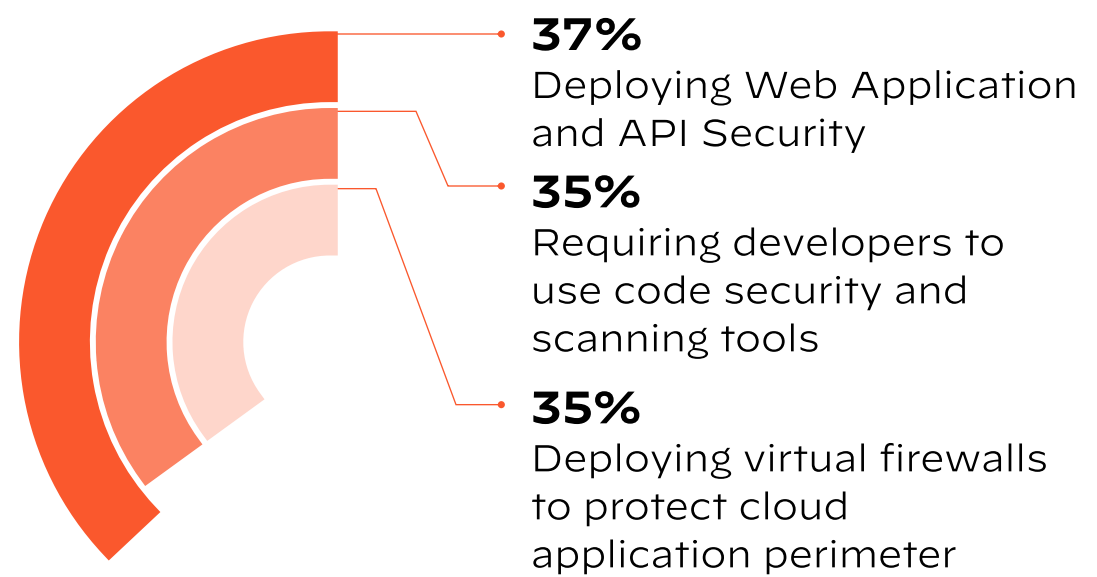 37%
Deploying Web Application
and API Security
35%
Requiring developers to
use code security and
scanning tools
35%
Deploying virtual firewalls
to protect cloud
application perimeter